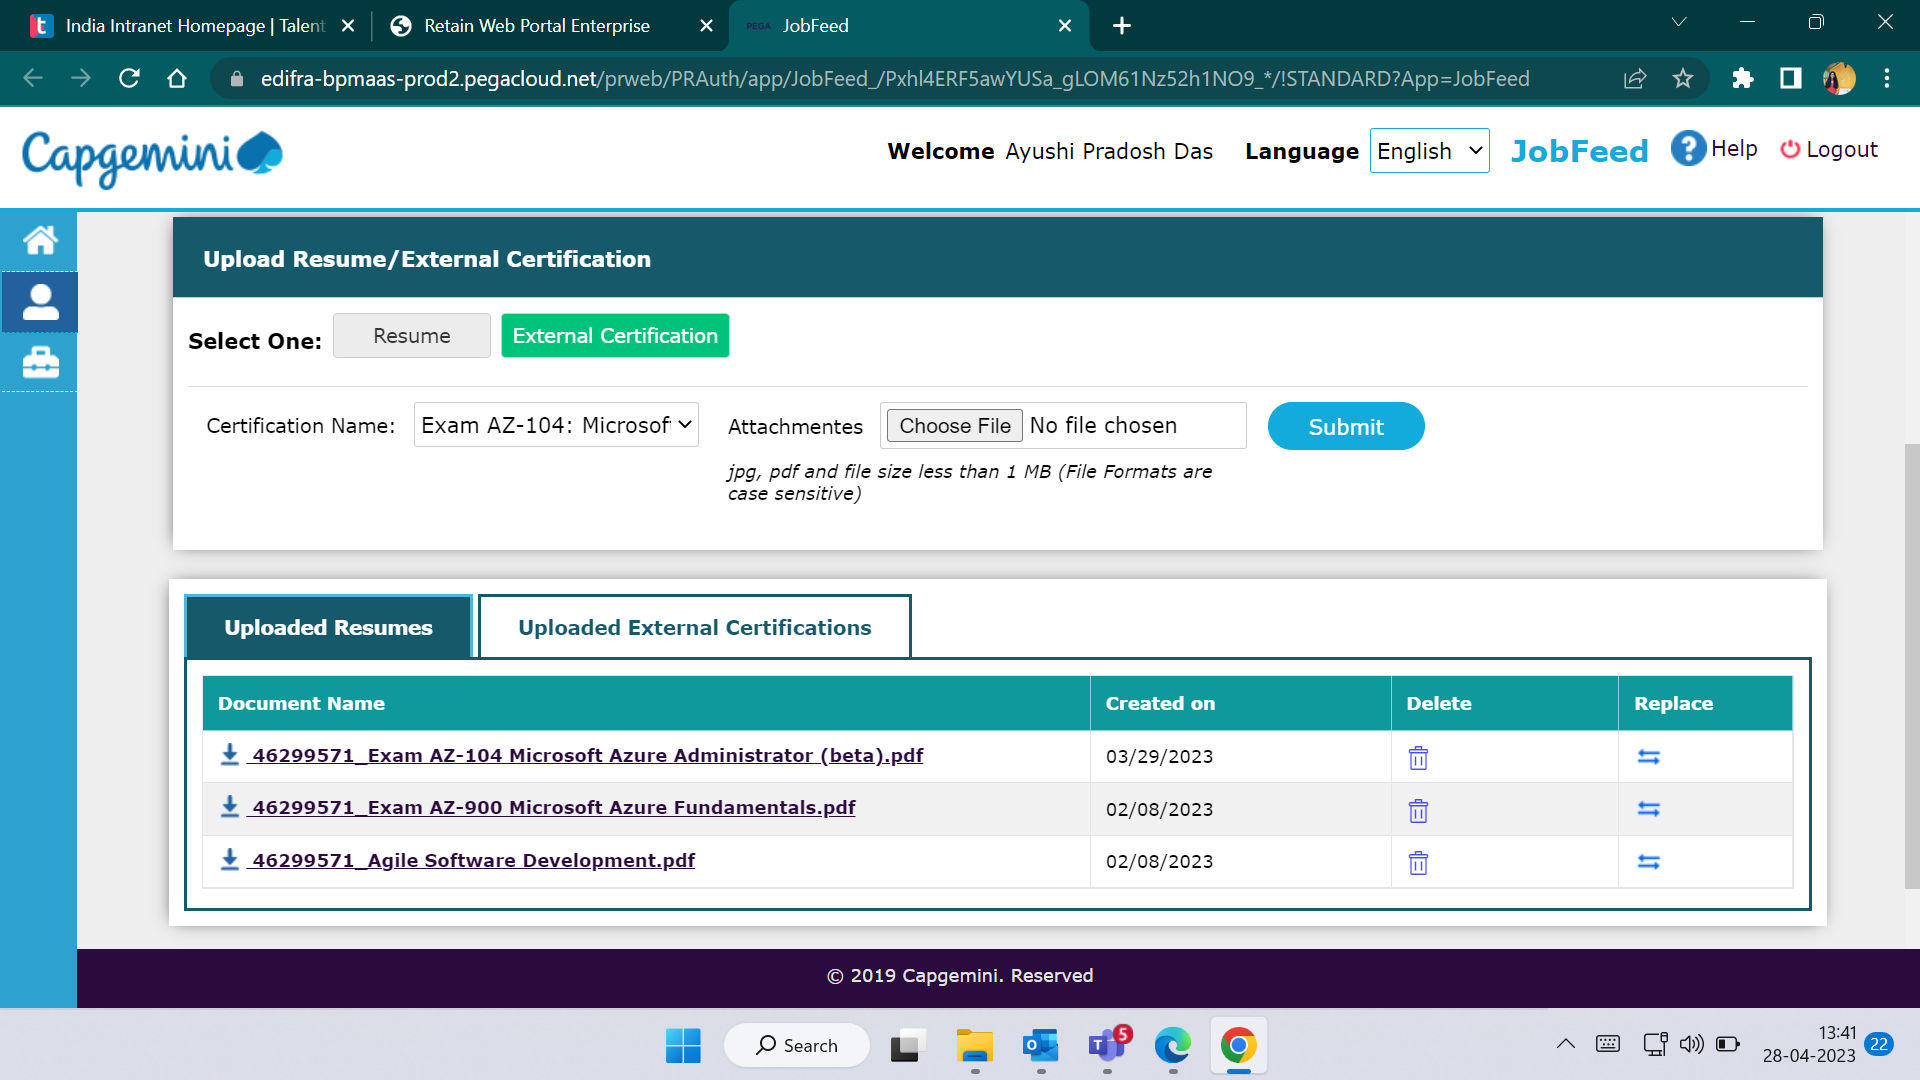 India Intranet Homepage | Talent
Retain Web Portal Enterprise
PEGA JobFeed
edifra-bpmaas-prod2.pegacloud.net/prweb/PRAuth/app/JobFeed_/Pxhl4ERF5awYUSa_gLOM61Nz52h1NO9_*/!STANDARD?App=JobFeed
Capgemini
Welcome Ayushi Pradosh Das Language English JobFeed ? Help Logout
Upload Resume/External Certification
Select One: Resume External Certification
Certification Name: Exam AZ-104: Microsof Attachmentes Choose File No file chosen Submit
jpg, pdf and file size less than 1 MB (File Formats are
case sensitive)
Uploaded Resumes Uploaded External Certifications
Document Name Created on Delete Replace
46299571_Exam AZ-104 Microsoft Azure Administrator (beta).pdf 03/29/2023
46299571_Exam AZ-900 Microsoft Azure Fundamentals.pdf 02/08/2023
46299571_Agile Software Development.pdf 02/08/2023
© 2019 Capgemini. Reserved
Search
5
13:41
28-04-2023
22